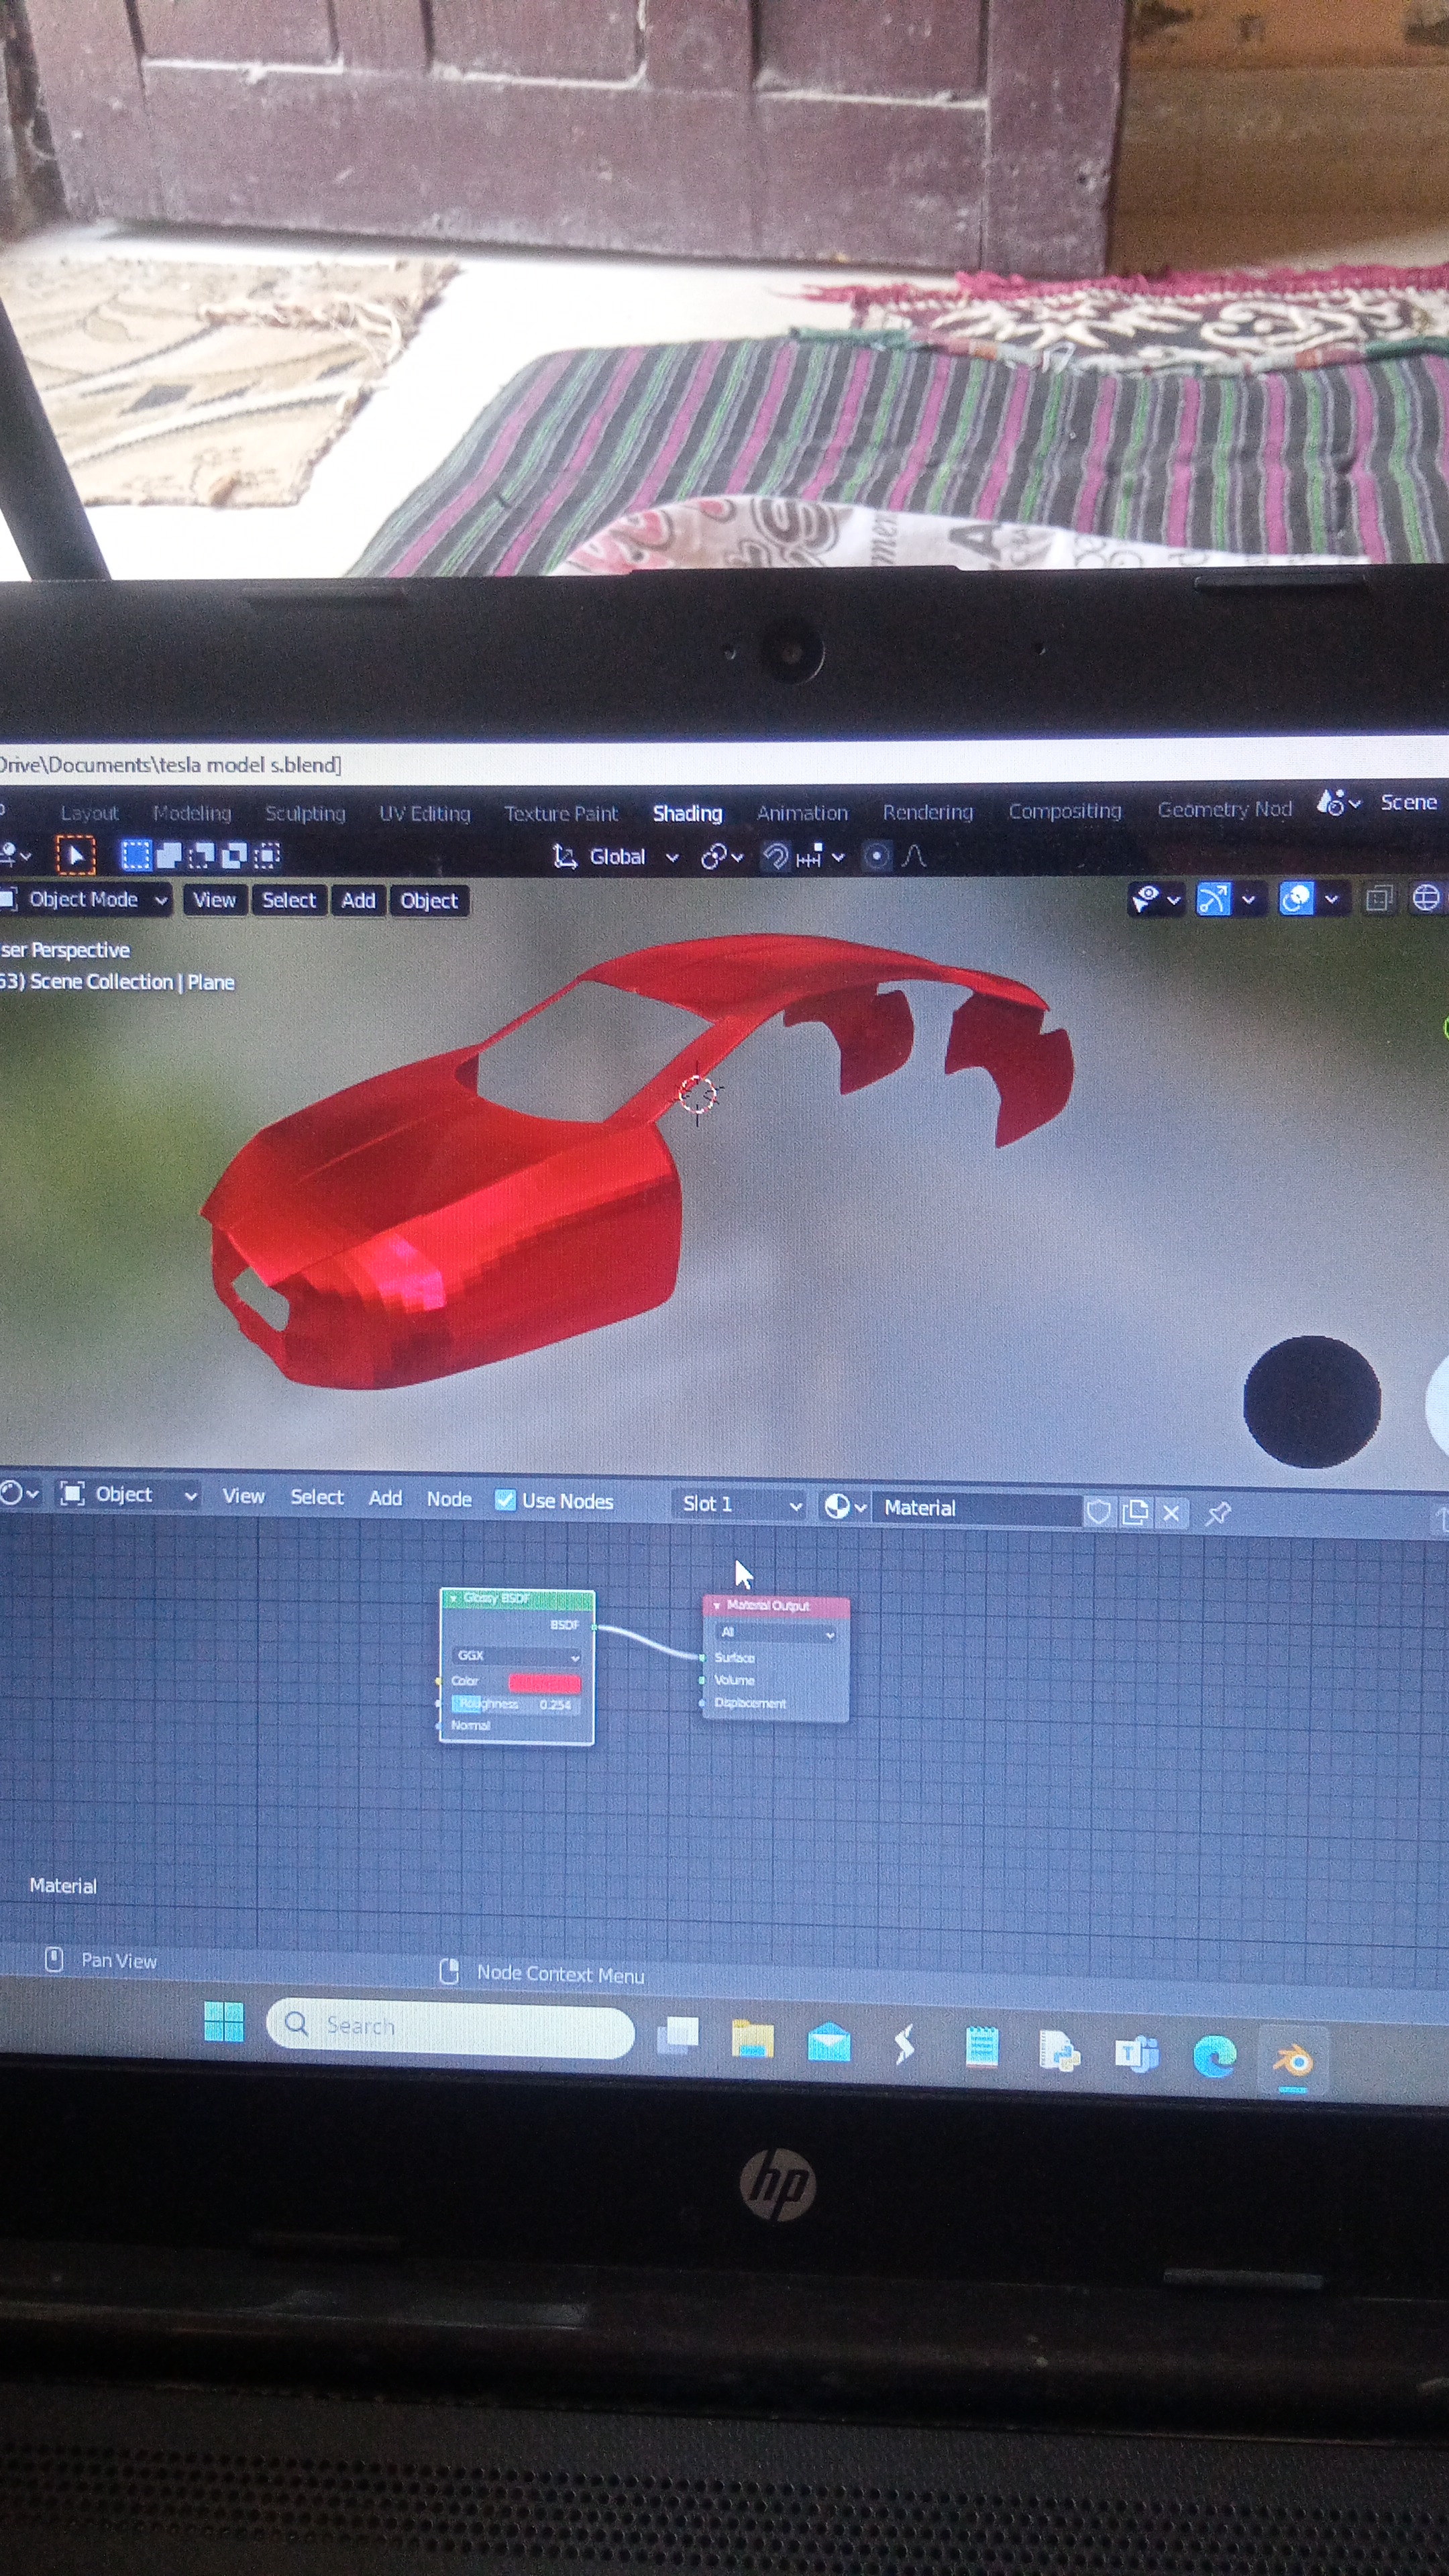 Drive\Documents\tesla model s.blend]
Layout Modeling Sculpting UV Editing Texture Paint Shading Animation Rendering Compositing Geometry Nod Scene
Global
Object Mode View Select Add Object
ser Perspective
63) Scene Collection | Plane
Object View Select Add Node Use Nodes Slot 1 Material
Glossy BSDF
BSDF
GGX
Color
Roughness 0.254
Normal
Material Output
All
Surface
Volume
Displacement
Material
Pan View Node Context Menu
Search
hp